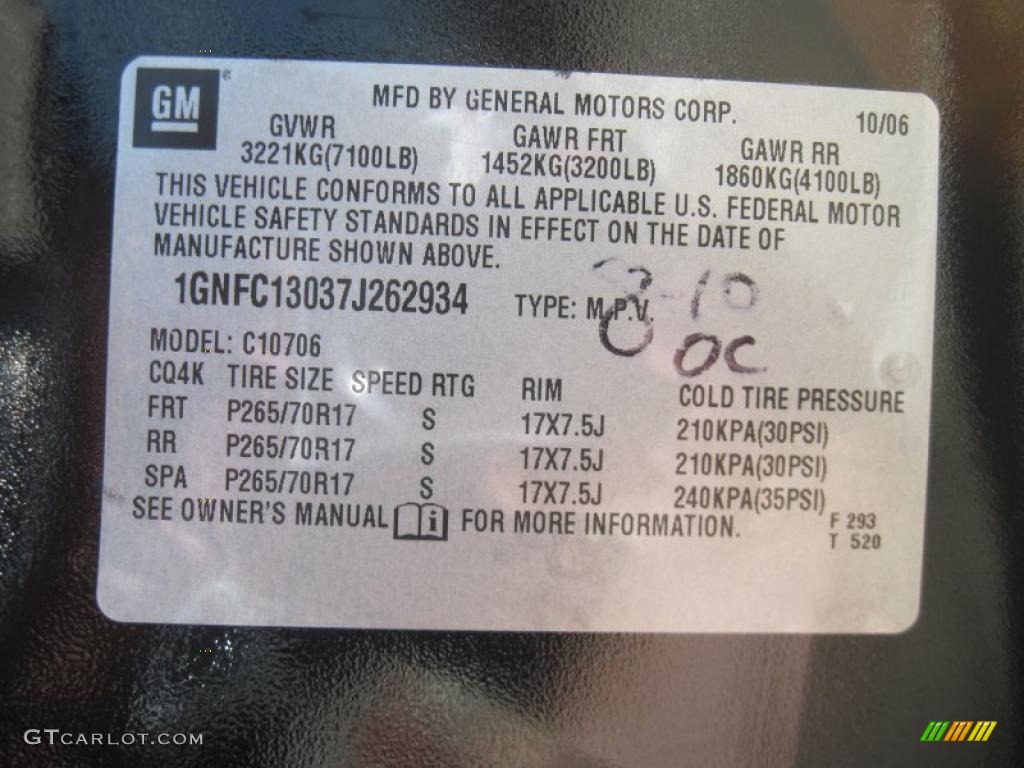 GM®
MFD BY GENERAL MOTORS CORP.
10/06
GVWR GAWR FRT GAWR RR
3221KG(7100LB) 1452KG(3200LB) 1860KG(4100LB)
THIS VEHICLE CONFORMS TO ALL APPLICABLE U.S. FEDERAL MOTOR
VEHICLE SAFETY STANDARDS IN EFFECT ON THE DATE OF
MANUFACTURE SHOWN ABOVE.
1GNFC13037J262934 TYPE: M.P.V.
8-10
OC
MODEL: C10706
CQ4K TIRE SIZE SPEED RTG RIM COLD TIRE PRESSURE
FRT P265/70R17 S 17X7.5J 210KPA(30PSI)
RR P265/70R17 S 17X7.5J 210KPA(30PSI)
SPA P265/70R17 S 17X7.5J 240KPA(35PSI)
SEE OWNER'S MANUAL i FOR MORE INFORMATION.
F 293
T 520
GTCARLOT.COM